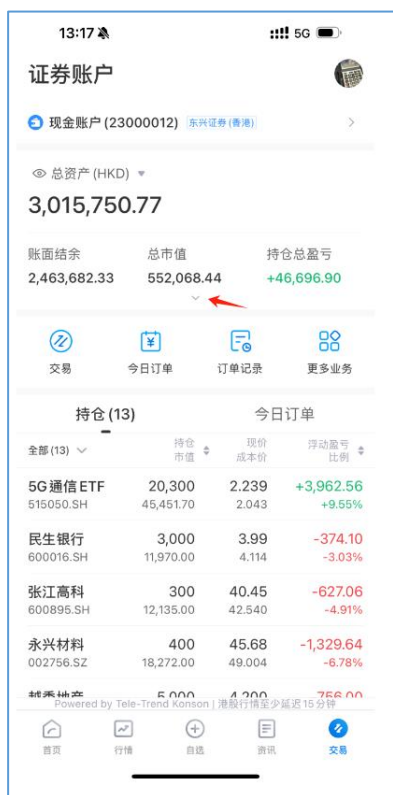 13:17 5G
证券账户
现金账户(23000012) 东兴证券(香港)
总资产(HKD)
3,015,750.77
账面结余 总市值 持仓总盈亏
2,463,682.33 552,068.44 +46,696.90
交易 今日订单 订单记录 更多业务
持仓(13) 今日订单
全部(13) 持仓 现价 浮动盈亏
市值 成本价 比例
5G通信ETF 20,300 2.239 +3,962.56
515050.SH 45,451.70 2.043 +9.55%
民生银行 3,000 3.99 -374.10
600016.SH 11,970.00 4.114 -3.03%
张江高科 300 40.45 -627.06
600895.SH 12,135.00 42.540 -4.91%
永兴材料 400 45.68 -1,329.64
002756.SZ 18,272.00 49.004 -6.78%
越秀地产 5,000 4.200 -756.00
Powered by Tele-Trend Konson | 港股行情至少延迟15分钟
首页 行情 自选 资讯 交易